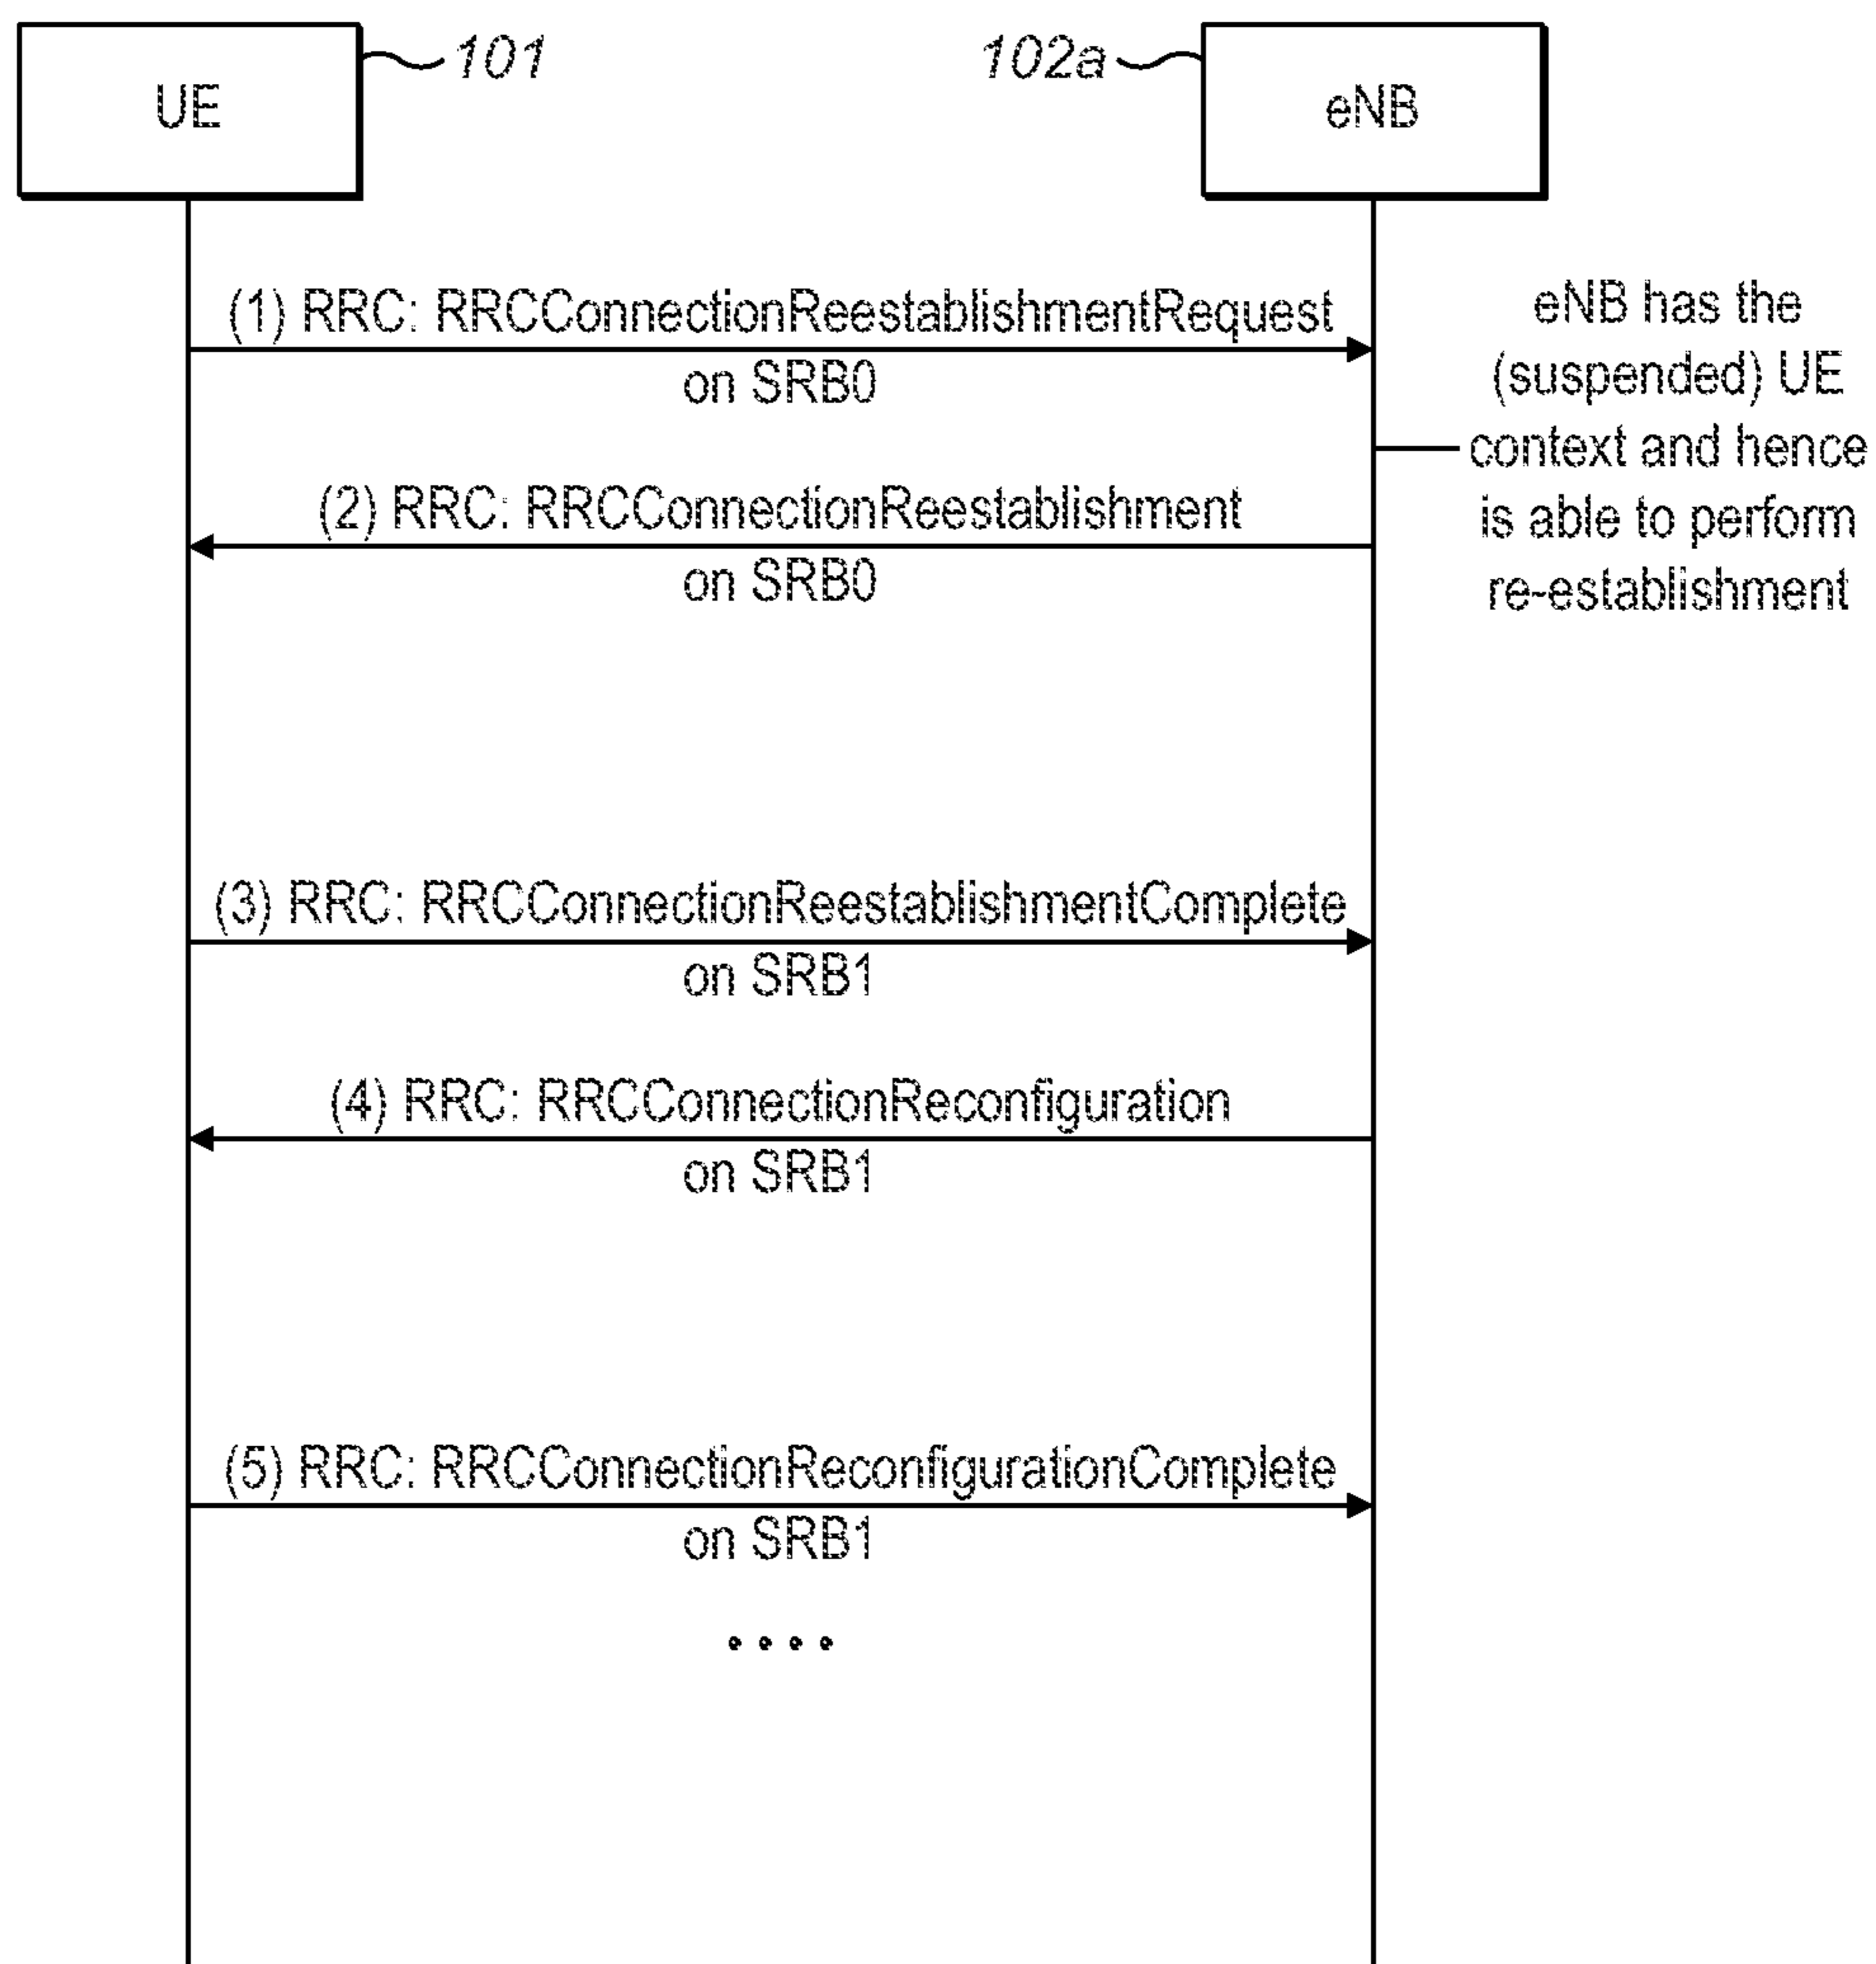 UE
101
102a
eNB
(1) RRC: RRCConnectionReestablishmentRequest
on SRB0
eNB has the
(suspended) UE
context and hence
is able to perform
re-establishment
(2) RRC: RRCConnectionReestablishment
on SRB0
(3) RRC: RRCConnectionReestablishmentComplete
on SRB1
(4) RRC: RRCConnectionReconfiguration
on SRB1
(5) RRC: RRCConnectionReconfigurationComplete
on SRB1
....